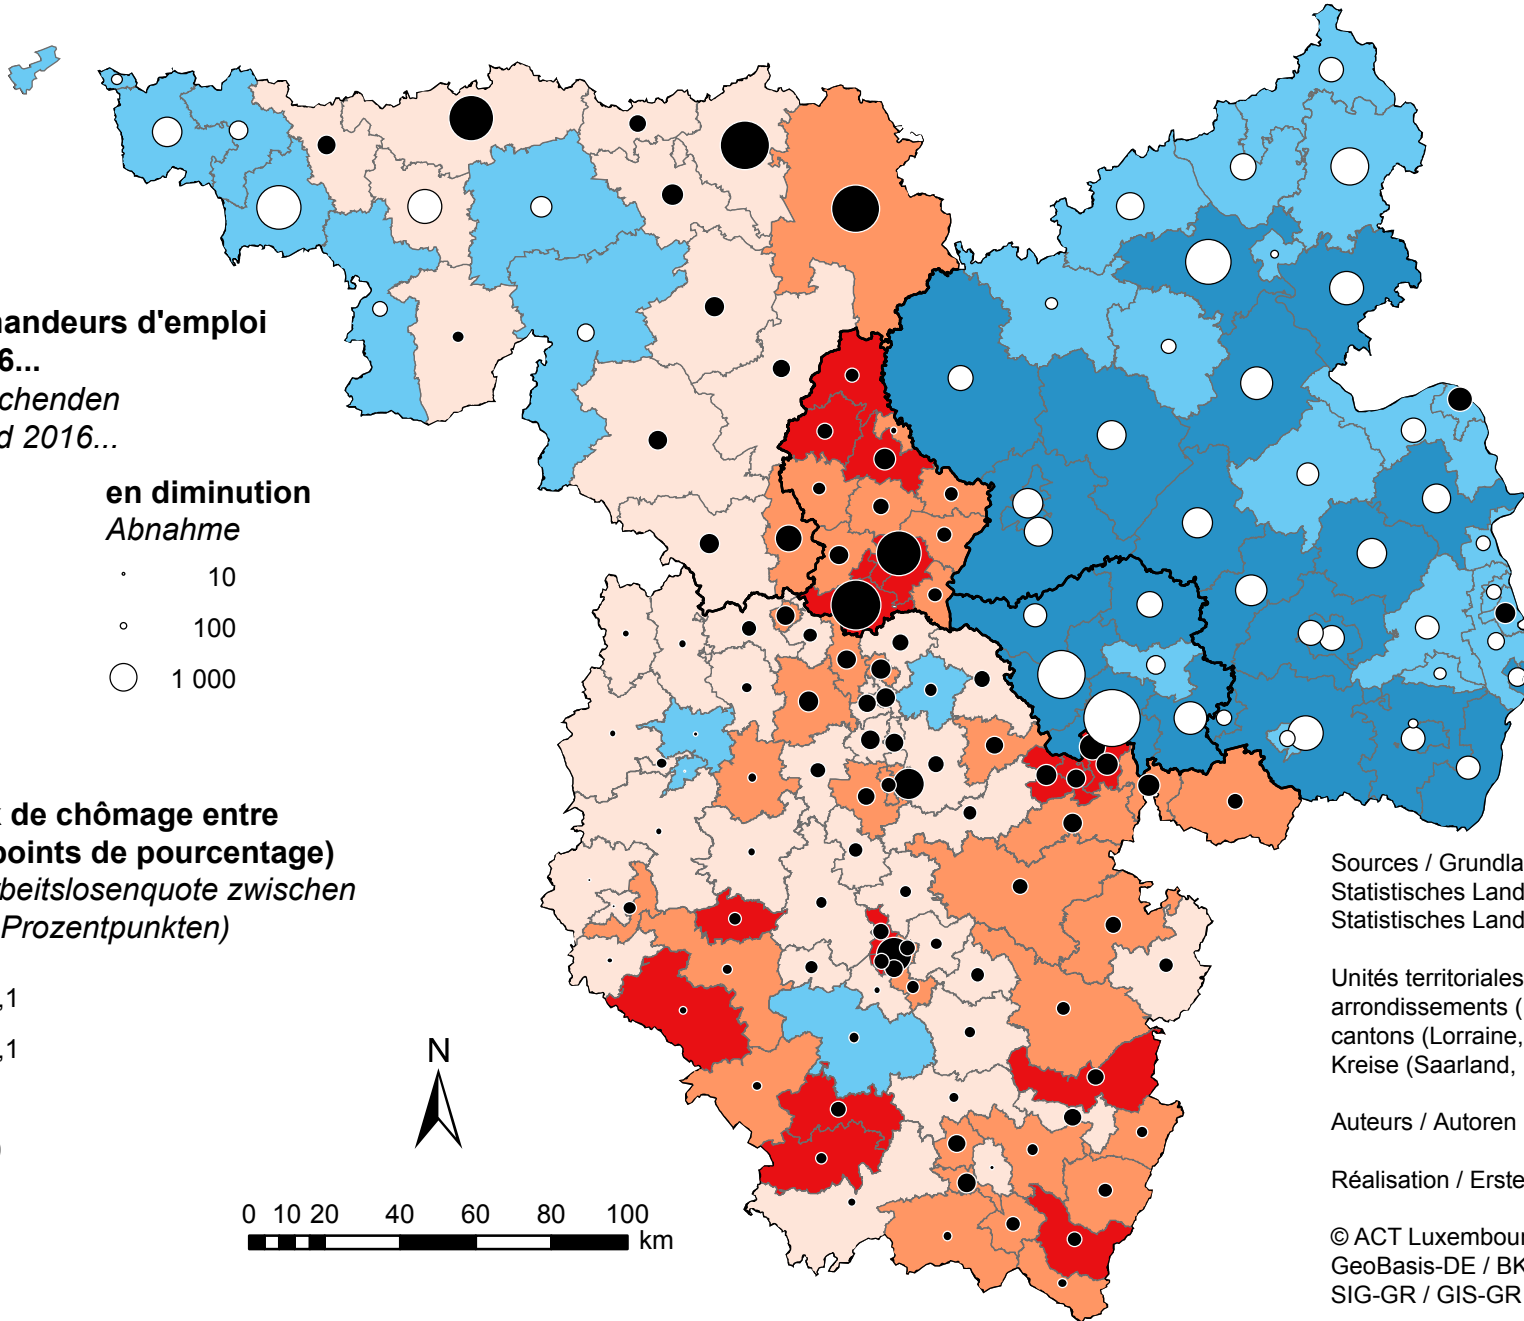 nandeurs d'emploi
6...
chenden
d 2016...
en diminution
Abnahme
10
100
1 000
x de chômage entre
points de pourcentage)
rbeitslosenquote zwischen
Prozentpunkten)
,1
,1
)
N
0 10 20 40 60 80 100
km
Sources / Grundla
Statistisches Land
Statistisches Land
Unités territoriales
arrondissements (
cantons (Lorraine,
Kreise (Saarland,
Auteurs / Autoren
Réalisation / Erste
© ACT Luxembour
GeoBasis-DE / BK
SIG-GR / GIS-GR